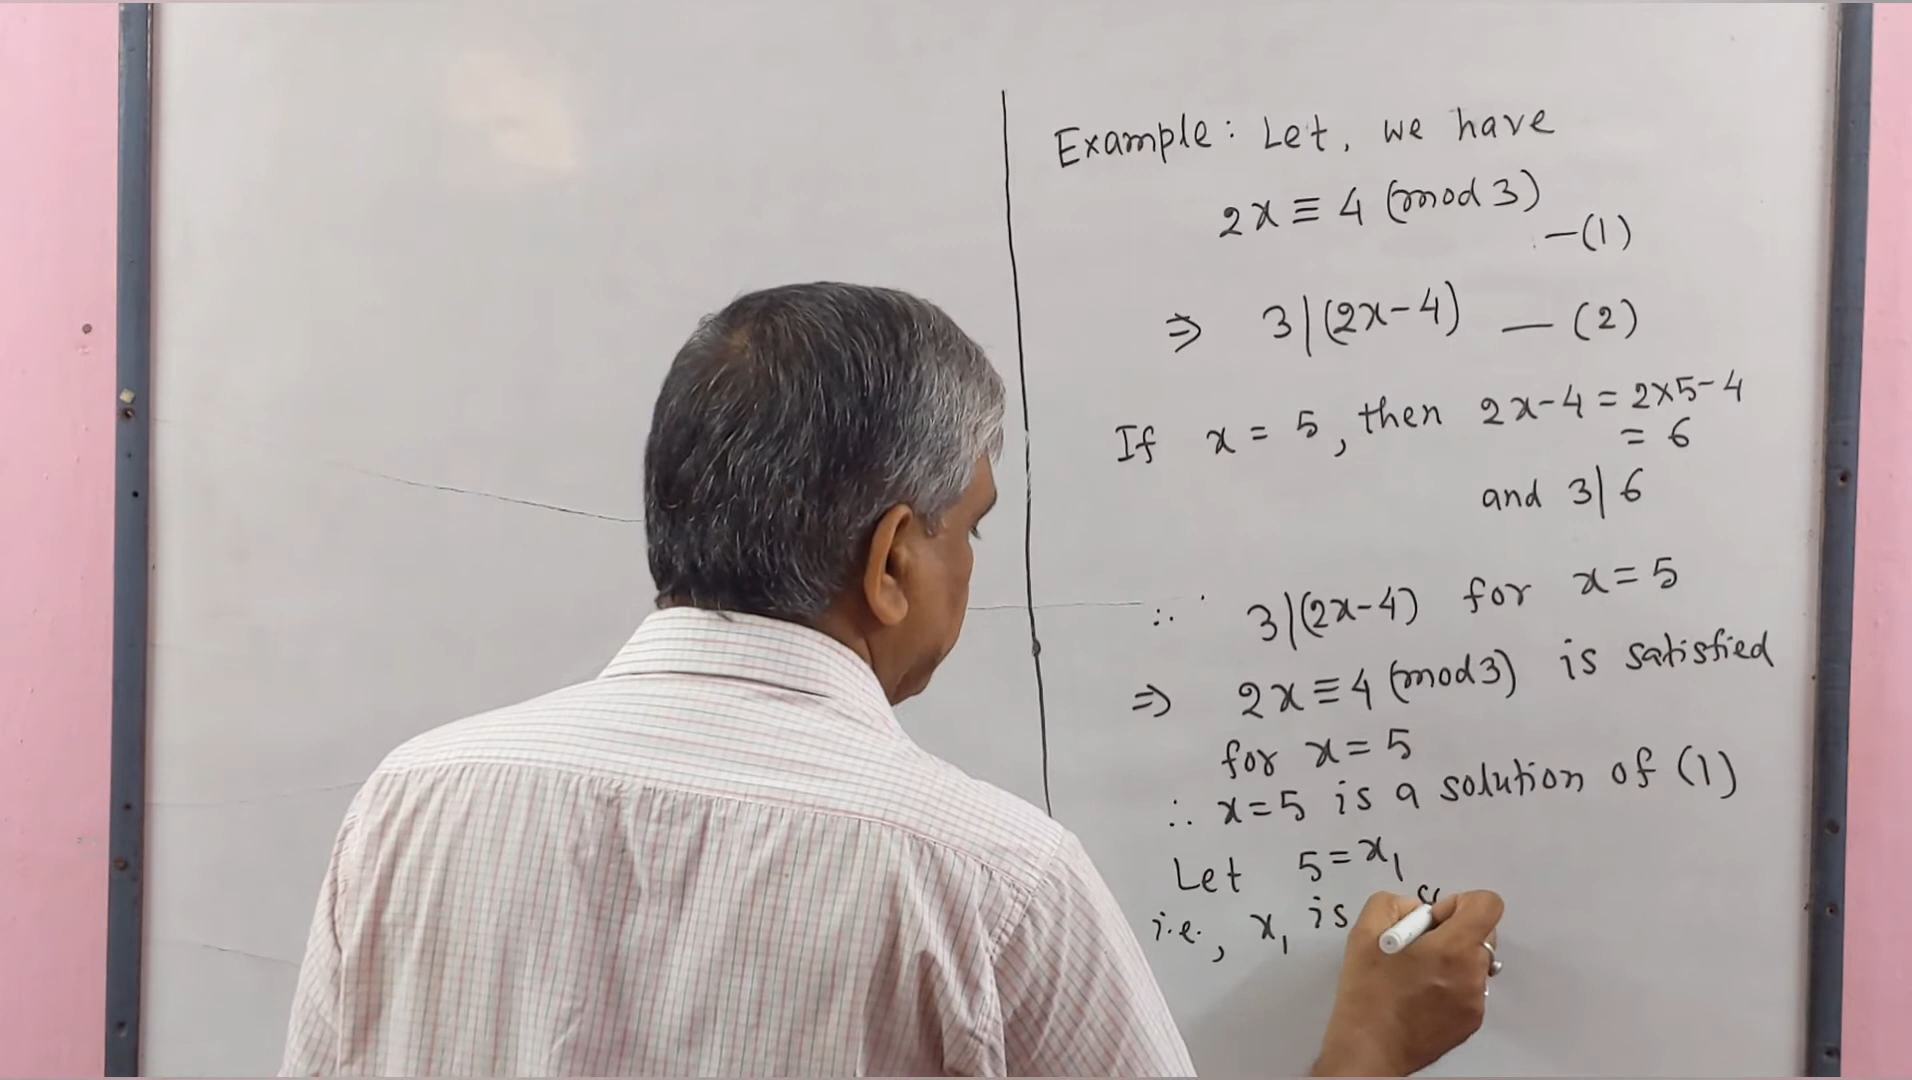 Example: Let, we have
2x ≡ 4 (mod 3)
—(1)
⇒ 3|(2x-4) — (2)
If x = 5, then 2x-4 = 2×5-4
= 6
and 3|6
∴ 3|(2x-4) for x = 5
⇒ 2x ≡ 4 (mod 3) is satisfied
for x = 5
∴ x = 5 is a solution of (1)
Let 5 = x₁
i.e., x₁ is